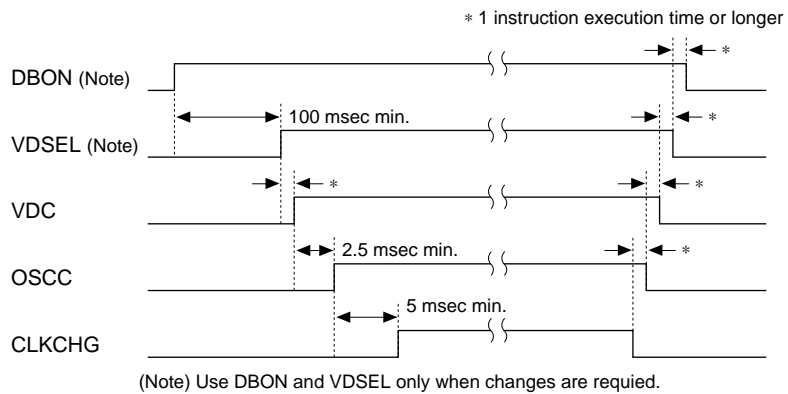 * 1 instruction execution time or longer
*
DBON (Note)
100 msec min.
*
VDSEL (Note)
*
*
VDC
2.5 msec min.
*
OSCC
5 msec min.
CLKCHG
(Note) Use DBON and VDSEL only when changes are requied.